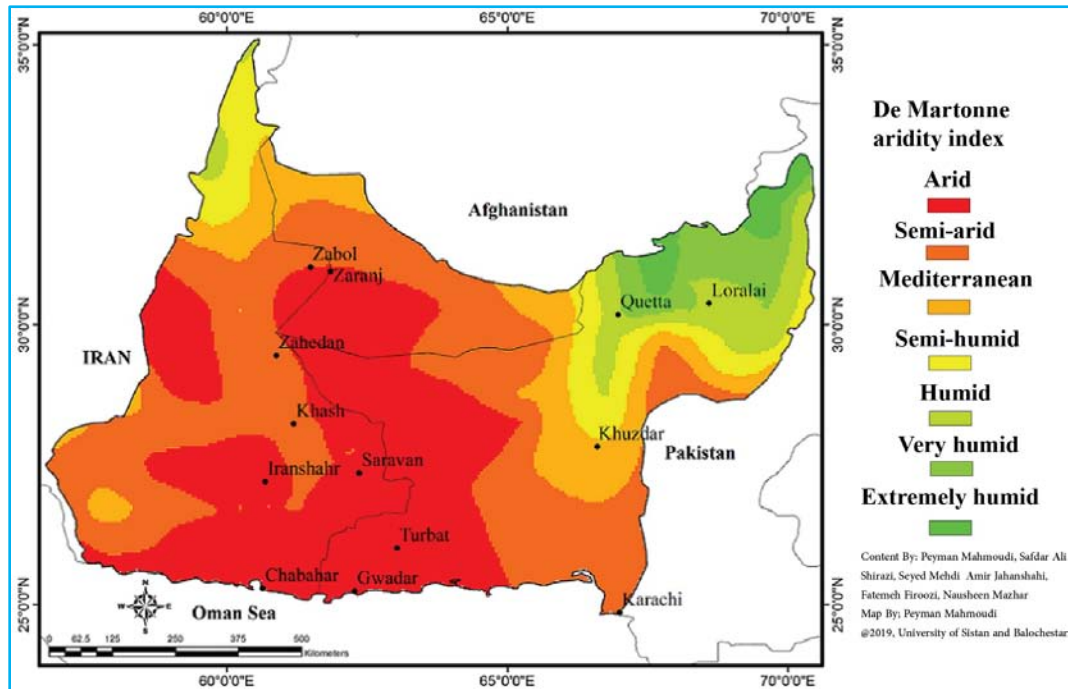 60°0'0"E
65°0'0"E
70°0'0"E
35°0'0"N
35°0'0"N
30°0'0"N
30°0'0"N
25°0'0"N
25°0'0"N
Afghanistan
IRAN
Pakistan
Oman Sea
Zabol
Zaranj
Quetta
Loralai
Zahedan
Khash
Khuzdar
Iranshahr
Saravan
Turbat
Chabahar
Gwadar
Karachi
N
W
E
S
0 62.5 125 250 375 500
Kilometers
60°0'0"E
65°0'0"E
70°0'0"E
De Martonne
aridity index
Arid
Semi-arid
Mediterranean
Semi-humid
Humid
Very humid
Extremely humid
Content By: Peyman Mahmoudi, Safdar Ali
Shirazi, Seyed Mehdi Amir Jahanshahi,
Fatemeh Firoozi, Nausheen Mazhar
Map By; Peyman Mahmoudi
@2019, University of Sistan and Balochestan